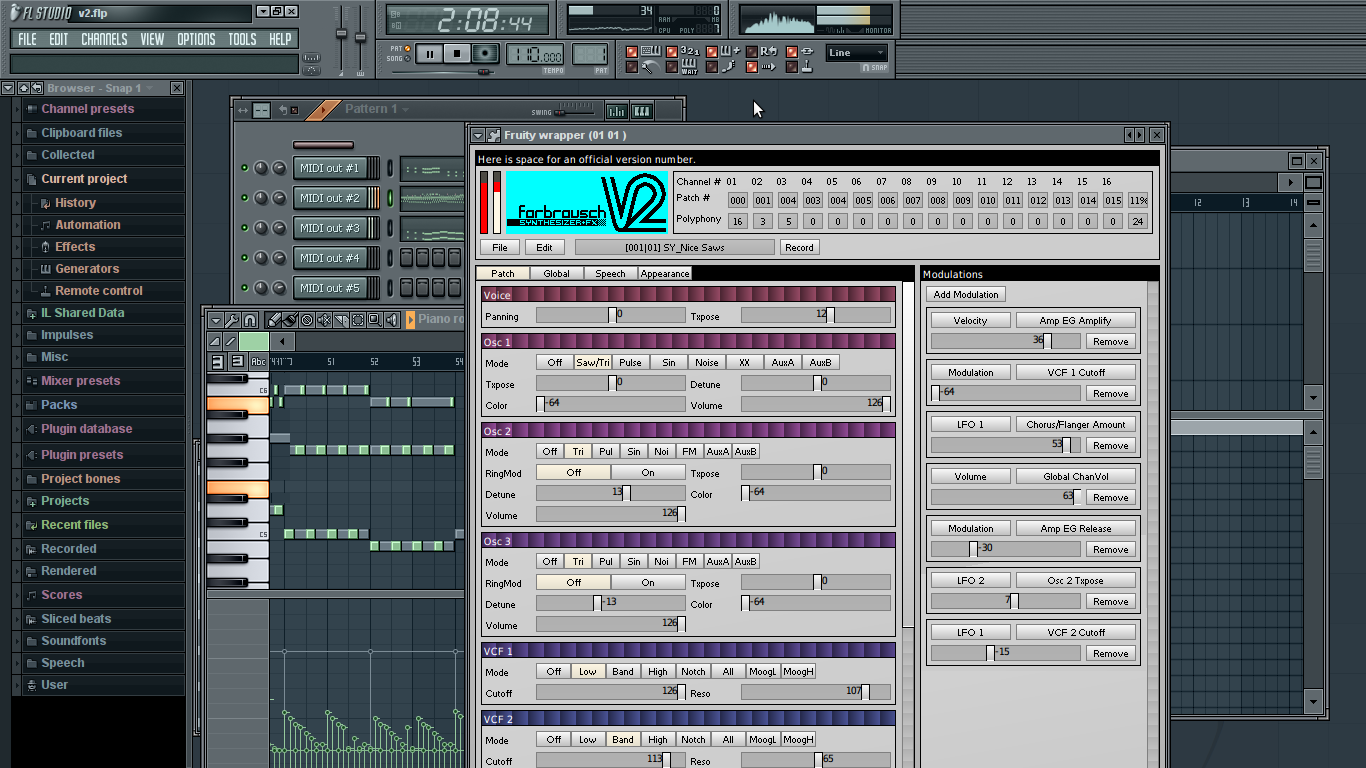 FL STUDIO v2.flp
FILE EDIT CHANNELS VIEW OPTIONS TOOLS HELP
2:08:44
34 0
RAM MB
CPU POLY
MONITOR
PAT
SONG
110.000
TEMPO
PAT
3 2 1
WAIT
Line
SNAP
Browser - Snap 1
Channel presets
Clipboard files
Collected
Current project
History
Automation
Effects
Generators
Remote control
IL Shared Data
Impulses
Misc
Mixer presets
Packs
Plugin database
Plugin presets
Project bones
Projects
Recent files
Recorded
Rendered
Scores
Sliced beats
Soundfonts
Speech
User
Pattern 1
SWING
MIDI out #1
MIDI out #2
MIDI out #3
MIDI out #4
MIDI out #5
Piano ro
Abc
51 52 53 54
C6
C5
Fruity wrapper (01 01 )
Here is space for an official version number.
farbrausch
SYNTHESIZER+FX
V2
Channel # 01 02 03 04 05 06 07 08 09 10 11 12 13 14 15 16
Patch # 000 001 004 003 004 005 006 007 008 009 010 011 012 013 014 015 11%
Polyphony 16 3 5 0 0 0 0 0 0 0 0 0 0 0 0 0 24
File Edit [001|01] SY_Nice Saws Record
Patch Global Speech Appearance
Voice
Panning 0 Txpose 12
Osc 1
Mode Off Saw/Tri Pulse Sin Noise XX AuxA AuxB
Txpose 0 Detune 0
Color -64 Volume 126
Osc 2
Mode Off Tri Pul Sin Noi FM AuxA AuxB
RingMod Off On Txpose 0
Detune 13 Color -64
Volume 126
Osc 3
Mode Off Tri Pul Sin Noi FM AuxA AuxB
RingMod Off On Txpose 0
Detune -13 Color -64
Volume 126
VCF 1
Mode Off Low Band High Notch All MoogL MoogH
Cutoff 126 Reso 107
VCF 2
Mode Off Low Band High Notch All MoogL MoogH
Cutoff 113 Reso 65
Modulations
Add Modulation
Velocity Amp EG Amplify
36 Remove
Modulation VCF 1 Cutoff
-64 Remove
LFO 1 Chorus/Flanger Amount
53 Remove
Volume Global ChanVol
63 Remove
Modulation Amp EG Release
-30 Remove
LFO 2 Osc 2 Txpose
7 Remove
LFO 1 VCF 2 Cutoff
-15 Remove
12 13 14